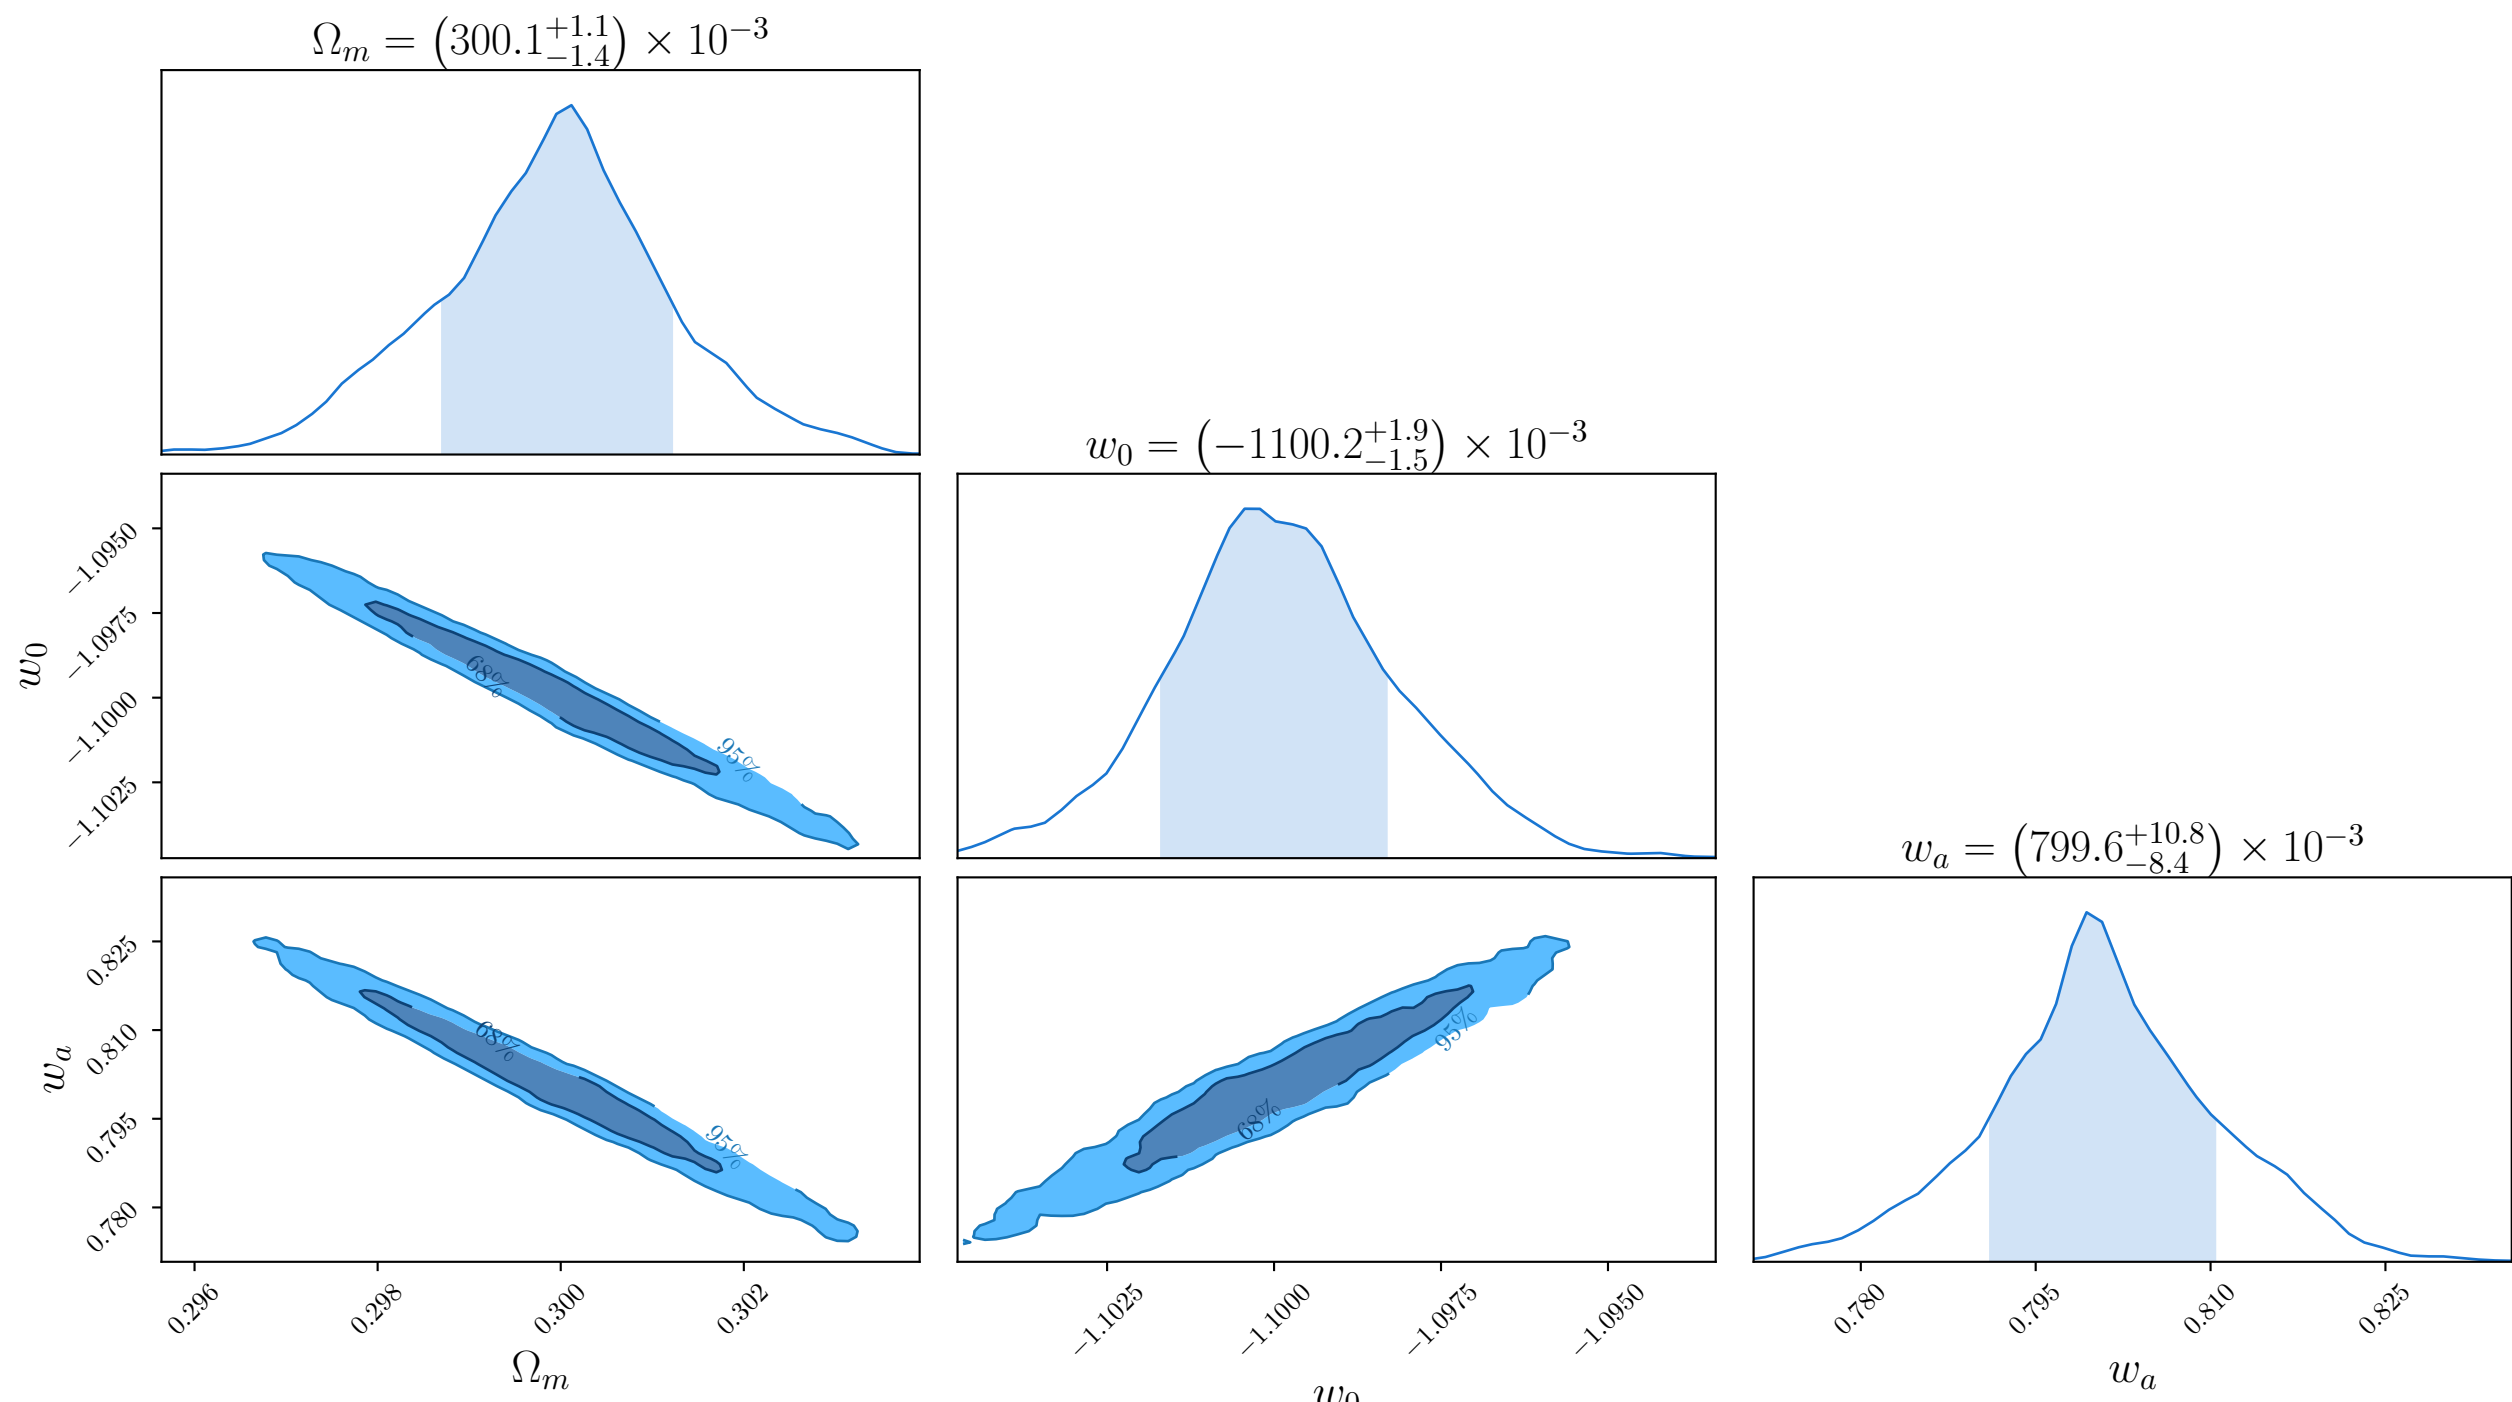 Ωₘ = (300.1 +1.1 −1.4) × 10⁻³
w₀ = (−1100.2 +1.9 −1.5) × 10⁻³
w₀
−1.0950
−1.0975
−1.1000
−1.1025
68%
95%
wₐ = (799.6 +10.8 −8.4) × 10⁻³
wₐ
0.825
0.810
0.795
0.780
68%
95%
95%
68%
0.296 0.298 0.300 0.302
−1.1025 −1.1000 −1.0975 −1.0950
0.780 0.795 0.810 0.825
Ωₘ
w₀
wₐ